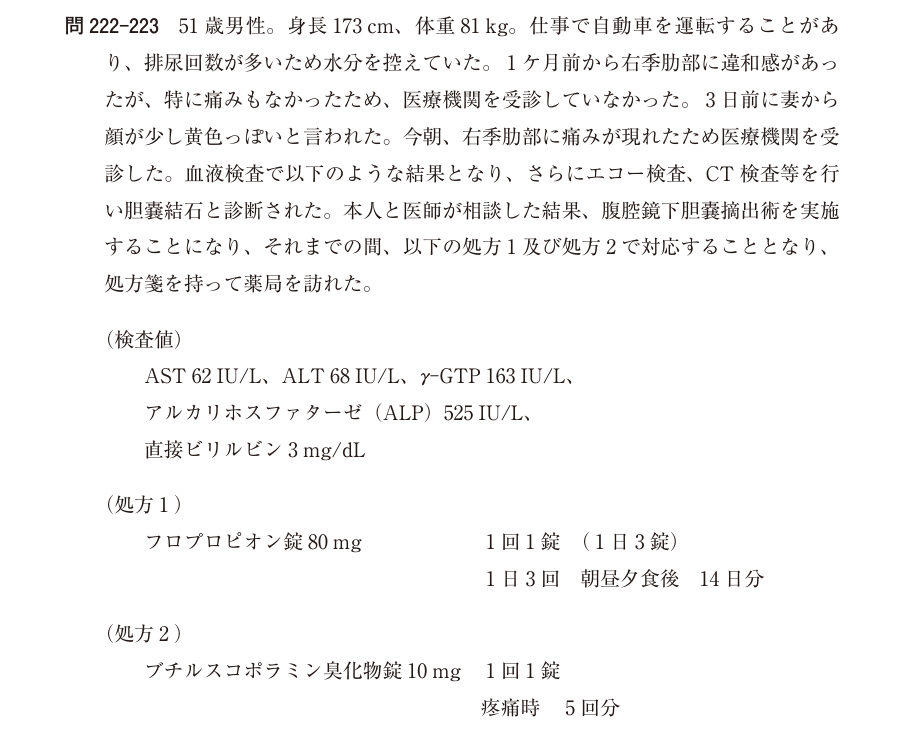 問 222-223 51 歳男性。身長 173 cm、体重 81 kg。仕事で自動車を運転することがあ
り、排尿回数が多いため水分を控えていた。1ケ月前から右季肋部に違和感があっ
たが、特に痛みもなかったため、医療機関を受診していなかった。3日前に妻から
顔が少し黄色っぽいと言われた。今朝、右季肋部に痛みが現れたため医療機関を受
診した。血液検査で以下のような結果となり、さらにエコー検査、CT 検査等を行
い胆嚢結石と診断された。本人と医師が相談した結果、腹腔鏡下胆嚢摘出術を実施
することになり、それまでの間、以下の処方1及び処方2で対応することとなり、
処方箋を持って薬局を訪れた。
(検査値)
AST 62 IU/L、ALT 68 IU/L、γ-GTP 163 IU/L、
アルカリホスファターゼ(ALP)525 IU/L、
直接ビリルビン 3 mg/dL
(処方1)
フロプロピオン錠 80 mg 1回1錠 (1日3錠)
1日3回 朝昼夕食後 14日分
(処方2)
ブチルスコポラミン臭化物錠 10 mg 1回1錠
疼痛時 5回分